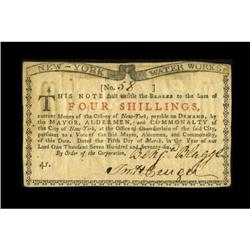 NEW-YORK WATER WORKS.
[No. 58
THIS NOTE shall entitle the BEARER to the Sum of
FOUR SHILLINGS,
current Money of the Colony of New-York, payable on DEMAND, by
the MAYOR, ALDERMEN, and COMMONALTY of
the City of New-York, at the Office of Chamberlain of the said City,
pursuant to a Vote of the said Mayor, Aldermen, and Commonalty, of
this Date. Dated the Fifth Day of March, in the Year of our
Lord One Thousand Seven Hundred and Seventy
By Order of the Corporation,
4s.
Benj. Blagge